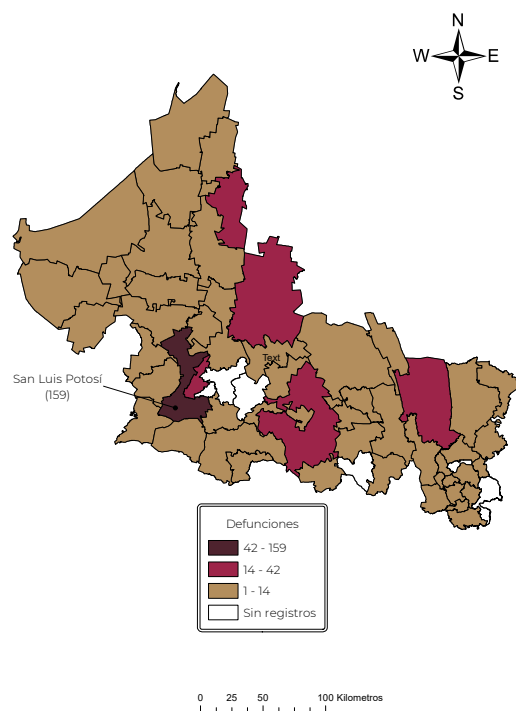 N
W E
S
Text
San Luis Potosí
(159)
Defunciones
42 - 159
14 - 42
1 - 14
Sin registros
0 25 50 100 Kilometros